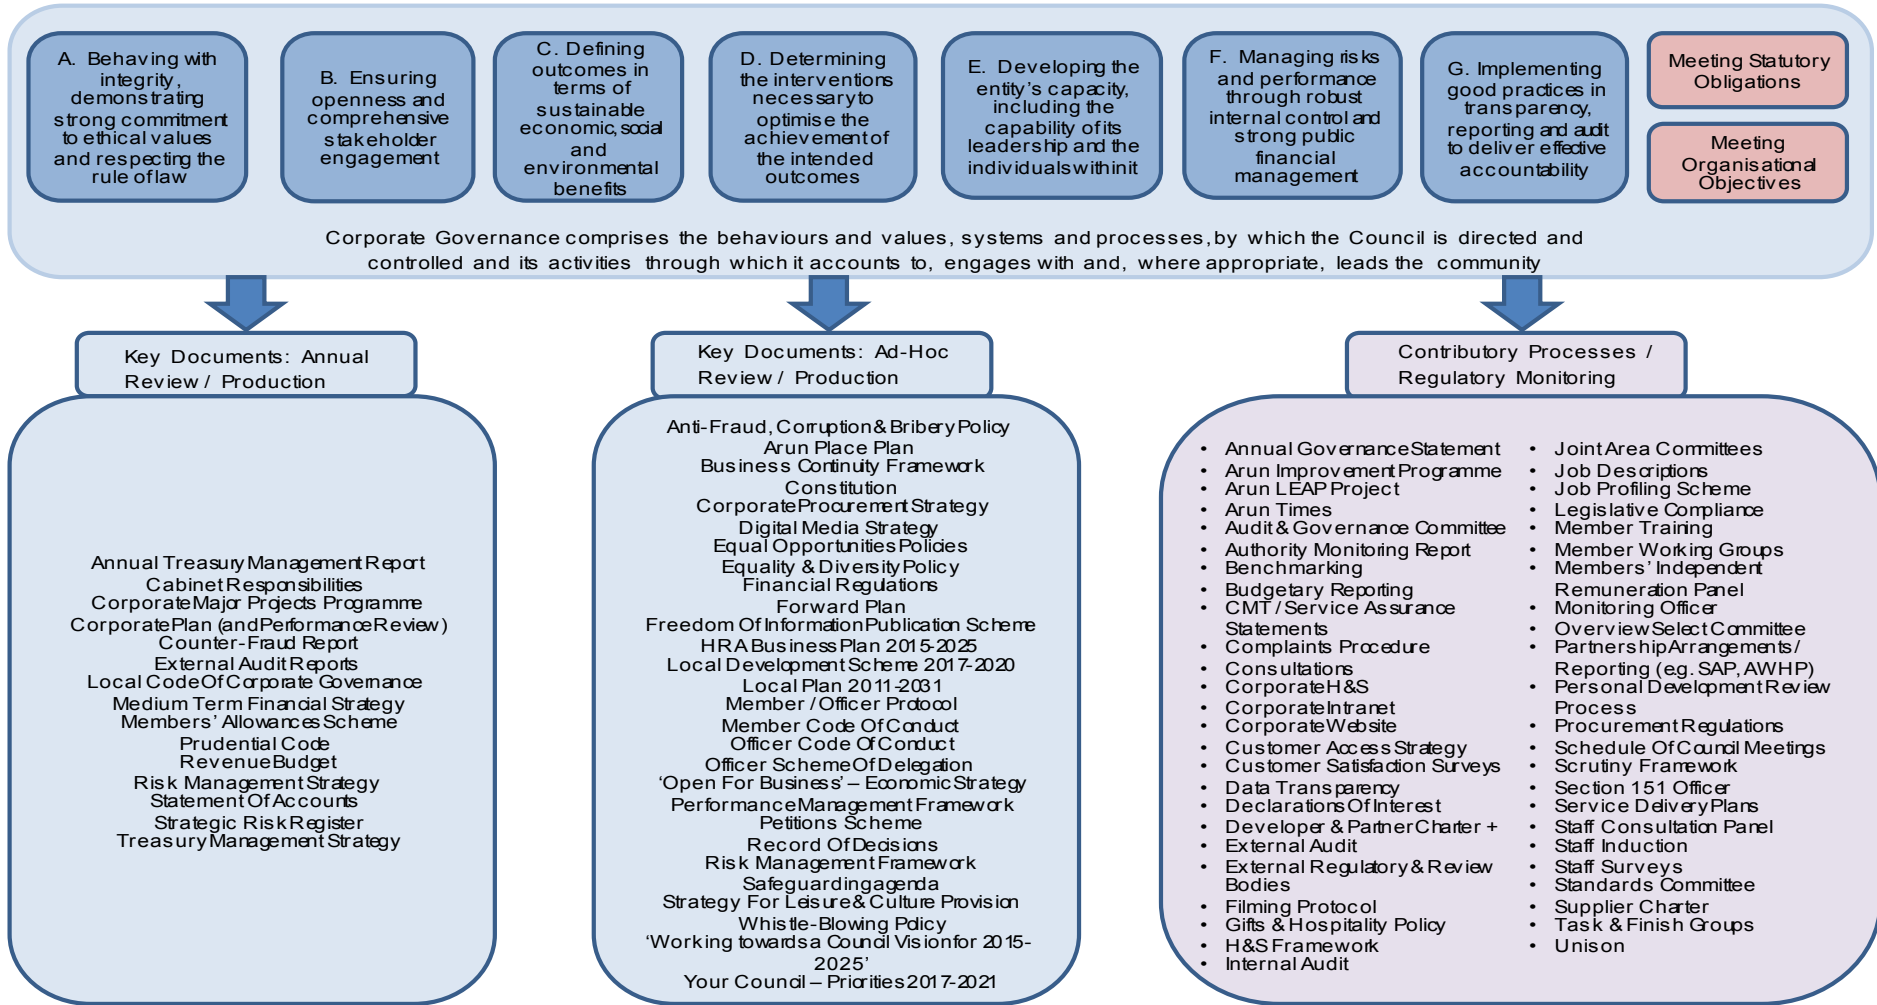 A. Behaving with
integrity,
demonstrating
strong commitment
to ethical values
and respecting the
rule of law
B. Ensuring
openness and
comprehensive
stakeholder
engagement
C. Defining
outcomes in
terms of
sustainable
economic, social
and
environmental
benefits
D. Determining
the interventions
necessary to
optimise the
achievement of
the intended
outcomes
E. Developing the
entity's capacity,
including the
capability of its
leadership and the
individuals within it
F. Managing risks
and performance
through robust
internal control and
strong public
financial
management
G. Implementing
good practices in
transparency,
reporting and audit
to deliver effective
accountability
Meeting Statutory
Obligations
Meeting
Organisational
Objectives
Corporate Governance comprises the behaviours and values, systems and processes, by which the Council is directed and
controlled and its activities through which it accounts to, engages with and, where appropriate, leads the community
Key Documents: Annual
Review / Production
Annual Treasury Management Report
Cabinet Responsibilities
Corporate Major Projects Programme
Corporate Plan (and Performance Review)
Counter-Fraud Report
External Audit Reports
Local Code Of Corporate Governance
Medium Term Financial Strategy
Members' Allowances Scheme
Prudential Code
Revenue Budget
Risk Management Strategy
Statement Of Accounts
Strategic Risk Register
Treasury Management Strategy
Key Documents: Ad-Hoc
Review / Production
Anti-Fraud, Corruption & Bribery Policy
Arun Place Plan
Business Continuity Framework
Constitution
Corporate Procurement Strategy
Digital Media Strategy
Equal Opportunities Policies
Equality & Diversity Policy
Financial Regulations
Forward Plan
Freedom Of Information Publication Scheme
HRA Business Plan 2015-2025
Local Development Scheme 2017-2020
Local Plan 2011-2031
Member / Officer Protocol
Member Code Of Conduct
Officer Code Of Conduct
Officer Scheme Of Delegation
'Open For Business' – Economic Strategy
Performance Management Framework
Petitions Scheme
Record Of Decisions
Risk Management Framework
Safeguarding agenda
Strategy For Leisure & Culture Provision
Whistle-Blowing Policy
'Working towards a Council Vision for 2015-
2025'
Your Council – Priorities 2017-2021
Contributory Processes /
Regulatory Monitoring
• Annual Governance Statement
• Arun Improvement Programme
• Arun LEAP Project
• Arun Times
• Audit & Governance Committee
• Authority Monitoring Report
• Benchmarking
• Budgetary Reporting
• CMT / Service Assurance
Statements
• Complaints Procedure
• Consultations
• Corporate H&S
• Corporate Intranet
• Corporate Website
• Customer Access Strategy
• Customer Satisfaction Surveys
• Data Transparency
• Declarations Of Interest
• Developer & Partner Charter +
• External Audit
• External Regulatory & Review
Bodies
• Filming Protocol
• Gifts & Hospitality Policy
• H&S Framework
• Internal Audit
• Joint Area Committees
• Job Descriptions
• Job Profiling Scheme
• Legislative Compliance
• Member Training
• Member Working Groups
• Members' Independent
Remuneration Panel
• Monitoring Officer
• Overview Select Committee
• Partnership Arrangements /
Reporting (e.g. SAP, AWHP)
• Personal Development Review
Process
• Procurement Regulations
• Schedule Of Council Meetings
• Scrutiny Framework
• Section 151 Officer
• Service Delivery Plans
• Staff Consultation Panel
• Staff Induction
• Staff Surveys
• Standards Committee
• Supplier Charter
• Task & Finish Groups
• Unison